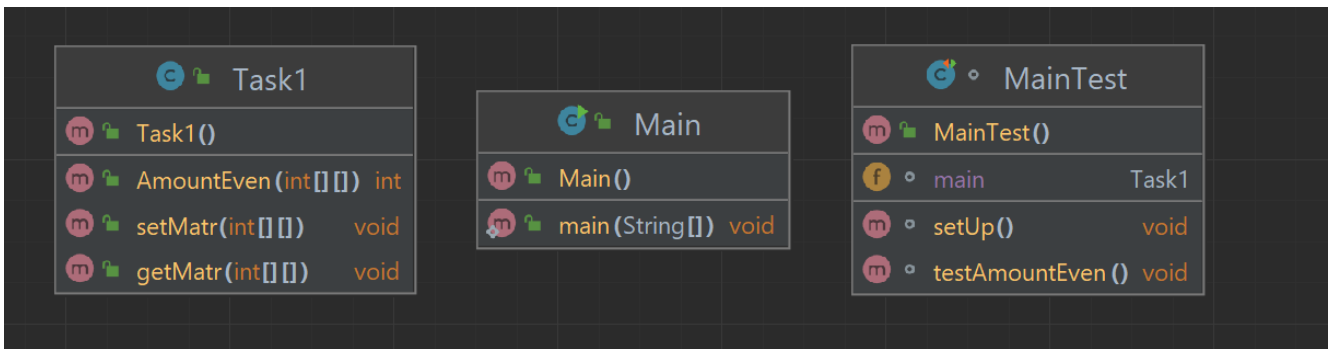 Task1
Task1()
AmountEven(int[][]) int
setMatr(int[][]) void
getMatr(int[][]) void
Main
Main()
main(String[]) void
MainTest
MainTest()
main Task1
setUp() void
testAmountEven() void